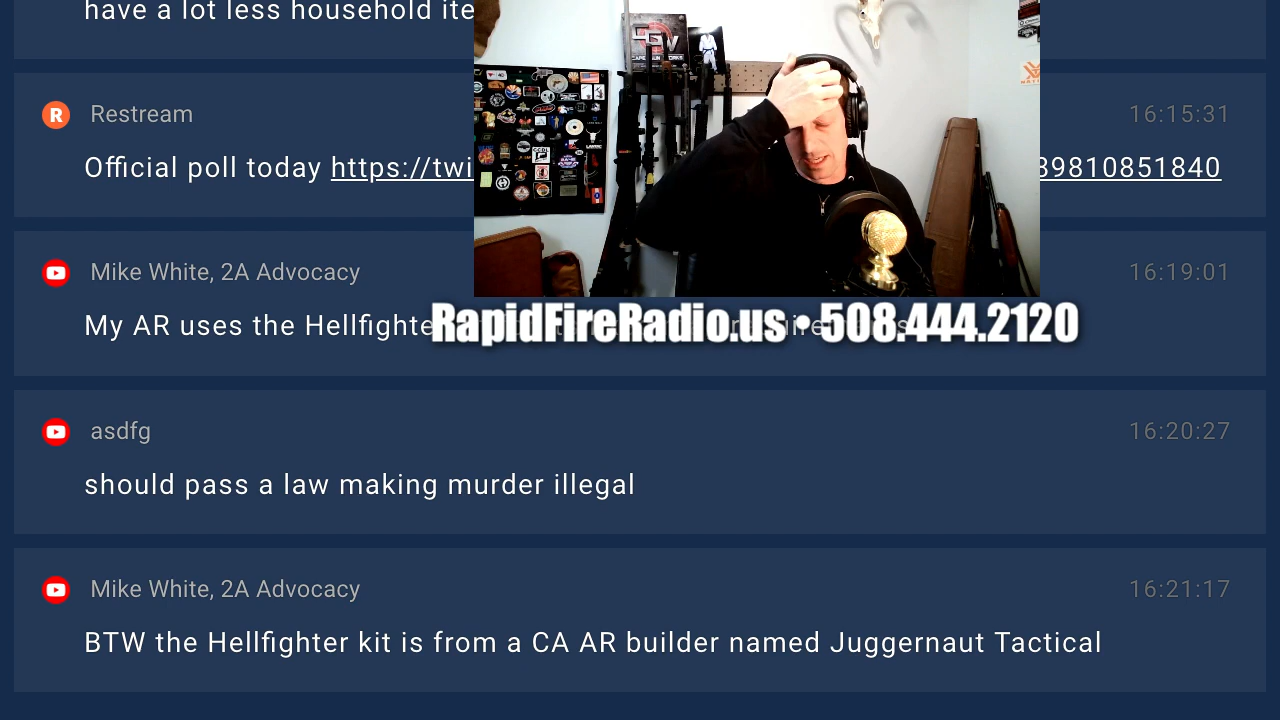 have a lot less household ite
Restream 16:15:31
Official poll today https://twi 39810851840
Mike White, 2A Advocacy 16:19:01
My AR uses the Hellfighte
RapidFireRadio.us • 508.444.2120
asdfg 16:20:27
should pass a law making murder illegal
Mike White, 2A Advocacy 16:21:17
BTW the Hellfighter kit is from a CA AR builder named Juggernaut Tactical